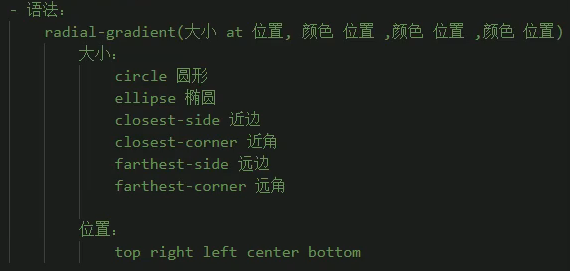 - 语法:
radial-gradient(大小 at 位置, 颜色 位置 ,颜色 位置 ,颜色 位置)
大小:
circle 圆形
ellipse 椭圆
closest-side 近边
closest-corner 近角
farthest-side 远边
farthest-corner 远角
位置:
top right left center bottom